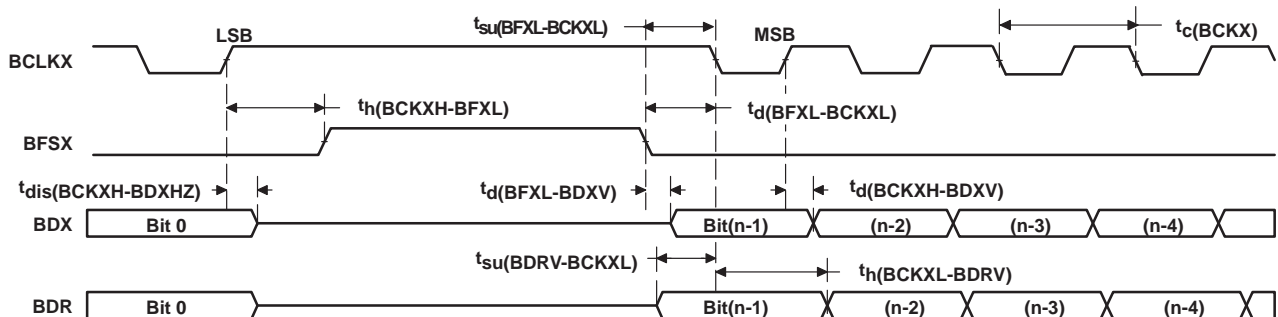 tsu(BFXL-BCKXL)
LSB MSB tc(BCKX)
BCLKX
th(BCKXH-BFXL) td(BFXL-BCKXL)
BFSX
tdis(BCKXH-BDXHZ) td(BFXL-BDXV) td(BCKXH-BDXV)
BDX Bit 0 Bit(n-1) (n-2) (n-3) (n-4)
tsu(BDRV-BCKXL) th(BCKXL-BDRV)
BDR Bit 0 Bit(n-1) (n-2) (n-3) (n-4)